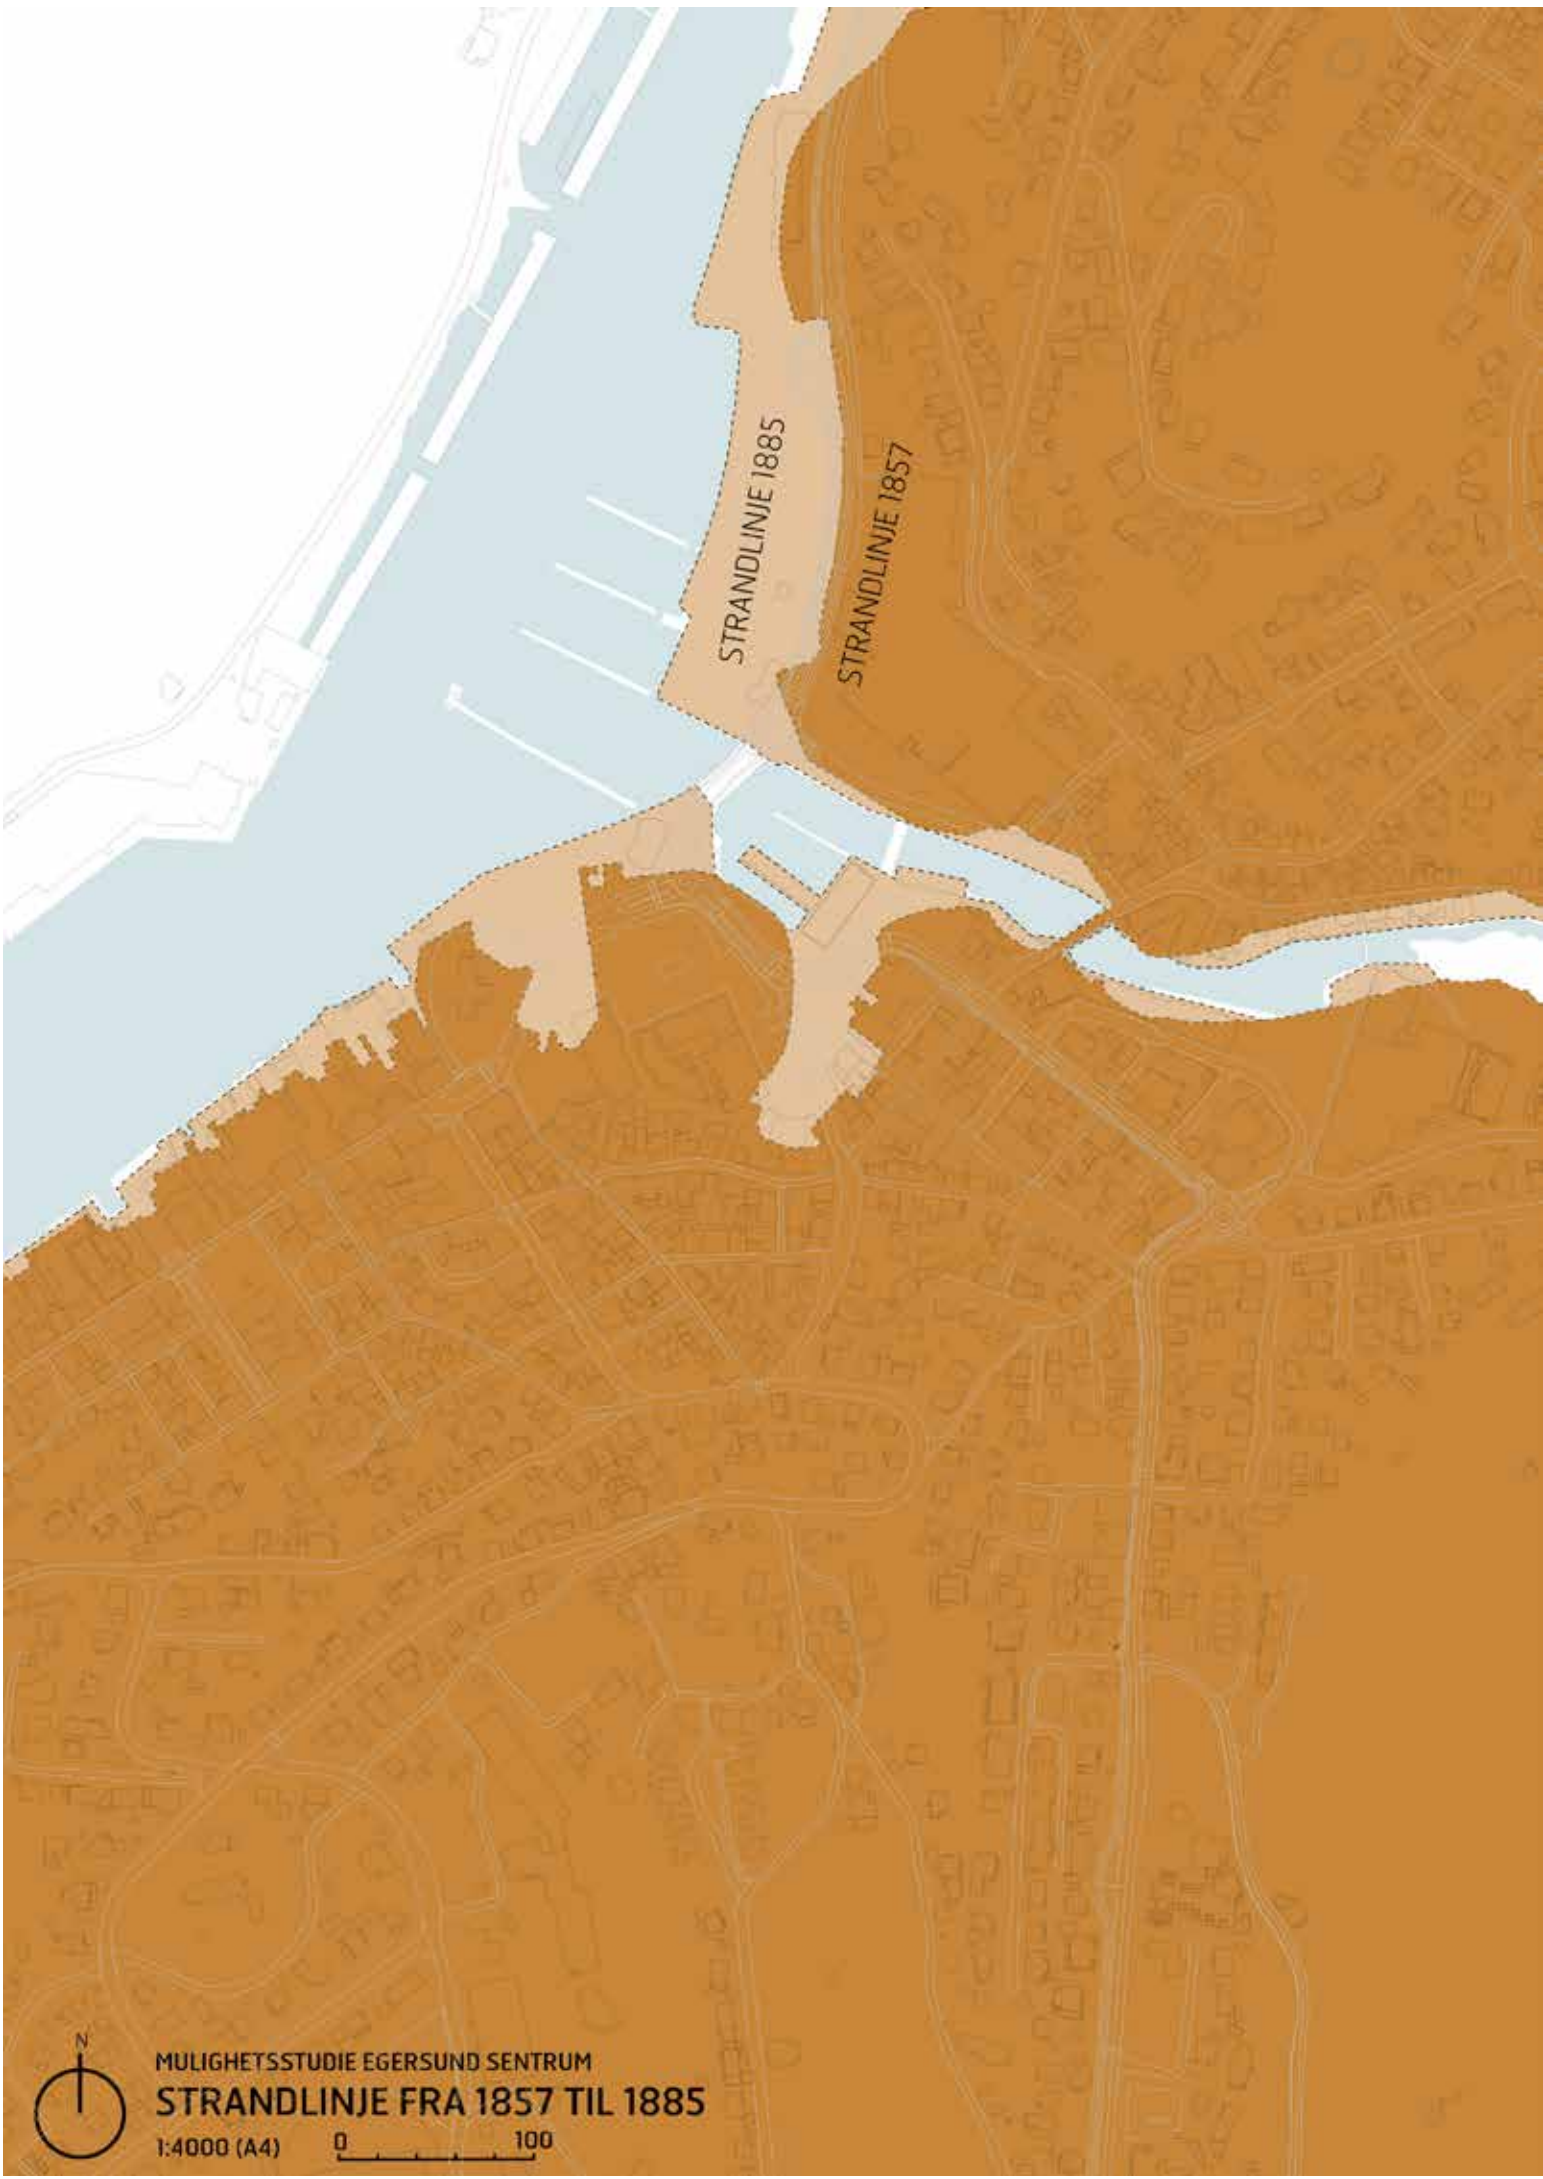 STRANDLINJE 1885
STRANDLINJE 1857
N
MULIGHETSSTUDIE EGERSUND SENTRUM
STRANDLINJE FRA 1857 TIL 1885
1:4000 (A4)
0 100